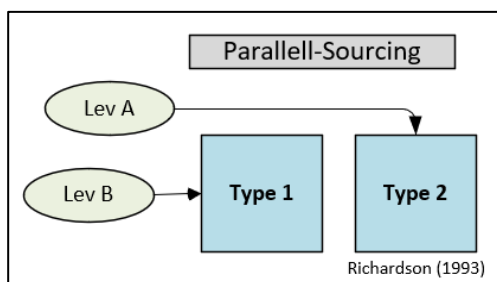 Parallell-Sourcing
Lev A
Lev B
Type 1
Type 2
Richardson (1993)